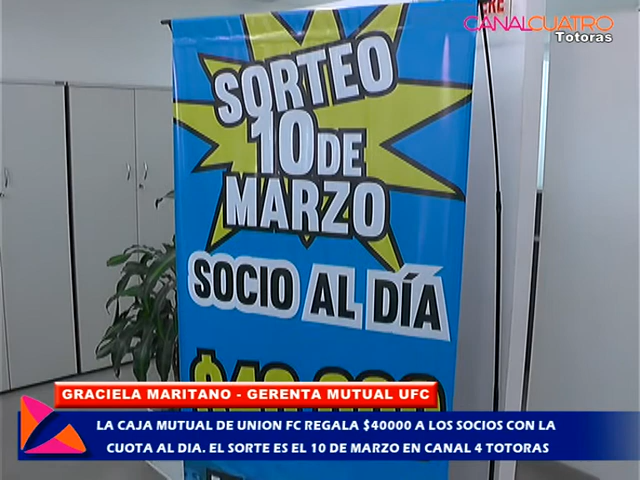 CANALCUATRO
Totoras
SORTEO
10 DE
MARZO
SOCIO AL DÍA
GRACIELA MARITANO - GERENTA MUTUAL UFC
LA CAJA MUTUAL DE UNION FC REGALA $40000 A LOS SOCIOS CON LA
CUOTA AL DIA. EL SORTE ES EL 10 DE MARZO EN CANAL 4 TOTORAS